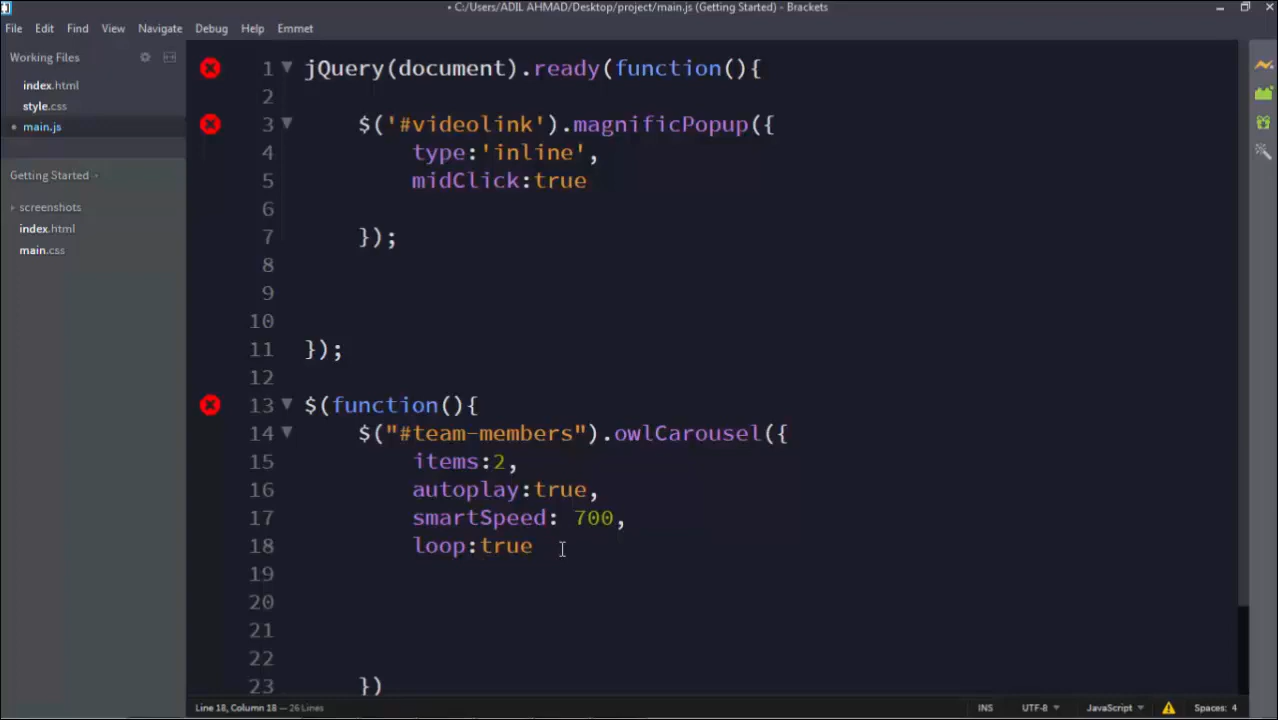 • C:/Users/ADIL AHMAD/Desktop/project/main.js (Getting Started) - Brackets
File Edit Find View Navigate Debug Help Emmet
Working Files
index.html
style.css
• main.js
Getting Started
screenshots
index.html
main.css
1 jQuery(document).ready(function(){
2
3 $('#videolink').magnificPopup({
4 type:'inline',
5 midClick:true
6
7 });
8
9
10
11 });
12
13 $(function(){
14 $("#team-members").owlCarousel({
15 items:2,
16 autoplay:true,
17 smartSpeed: 700,
18 loop:true
19
20
21
22
23 })
Line 18, Column 18 — 26 Lines INS UTF-8 JavaScript Spaces: 4